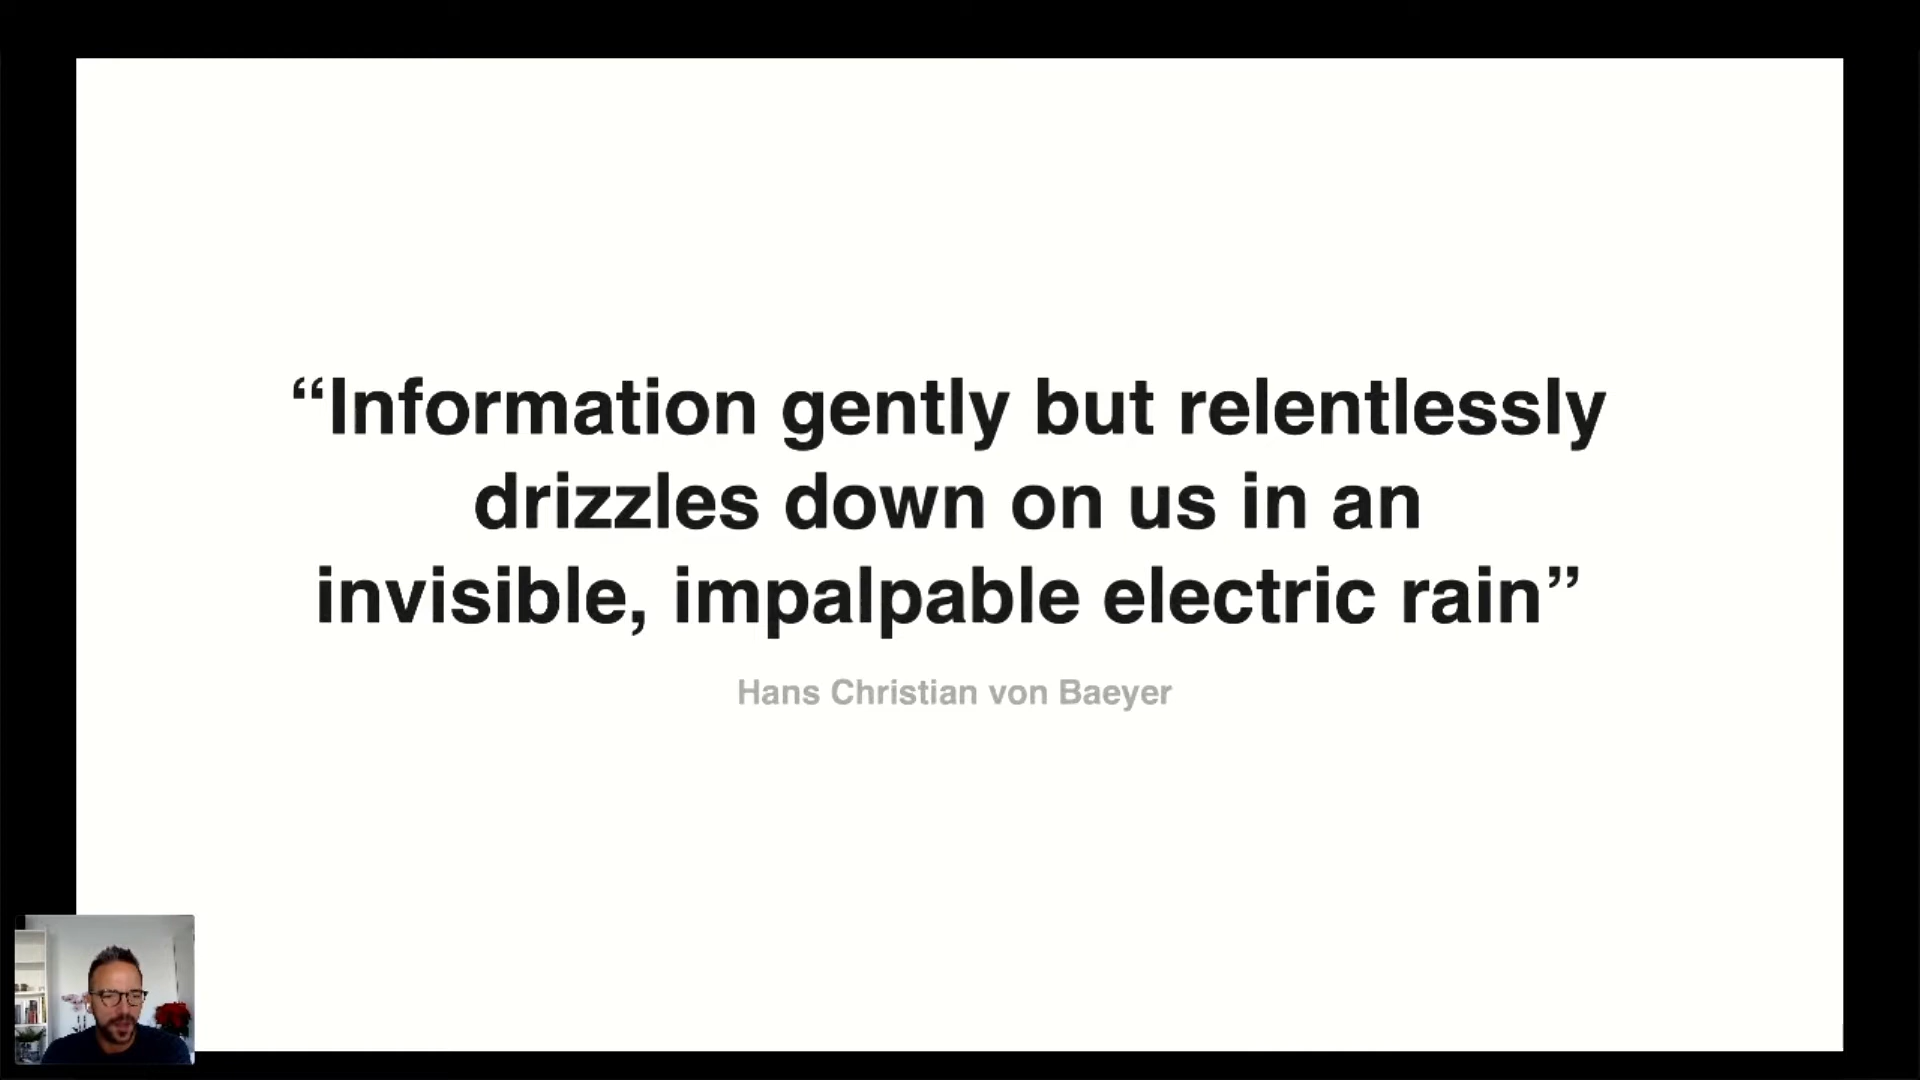 “Information gently but relentlessly
drizzles down on us in an
invisible, impalpable electric rain”
Hans Christian von Baeyer